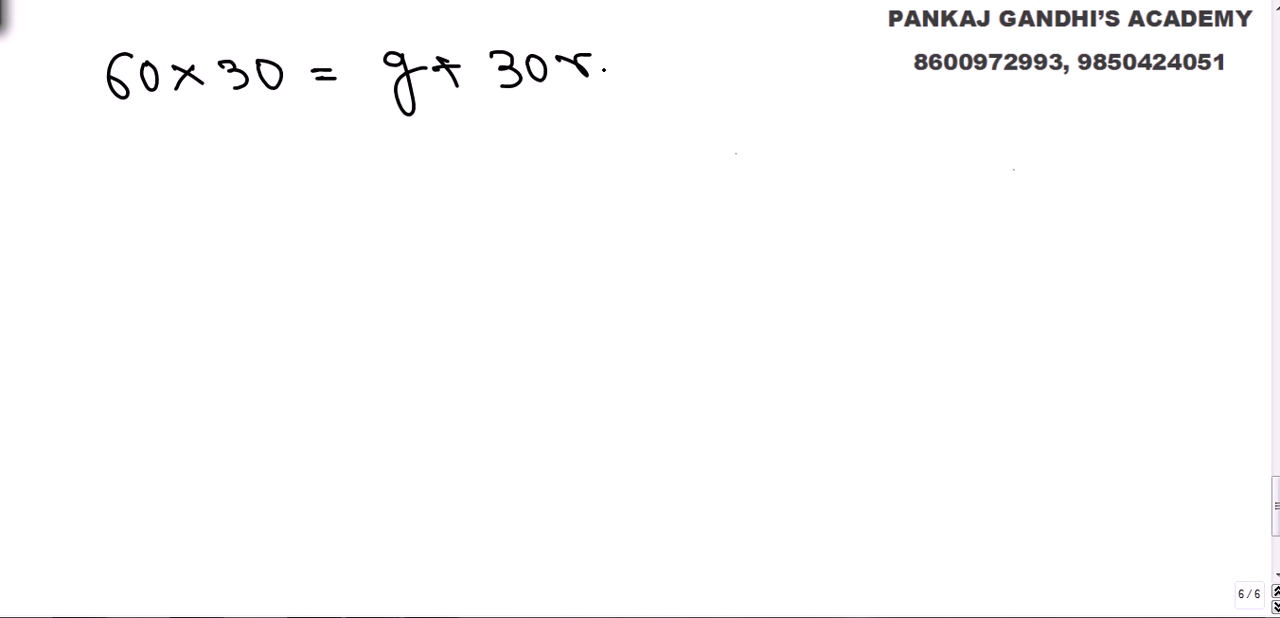 PANKAJ GANDHI'S ACADEMY
8600972993, 9850424051
60 × 30 = g + 30r.
6 / 6